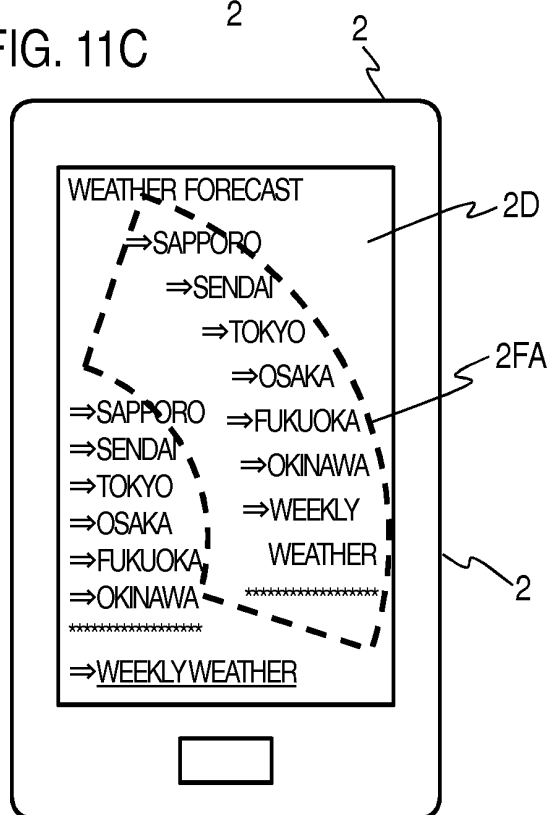 2
FIG. 11C
2
WEATHER FORECAST
2D
⇒SAPPORO
⇒SENDAI
⇒TOKYO
⇒OSAKA
2FA
⇒FUKUOKA
⇒OKINAWA
⇒WEEKLY
WEATHER
*****************
⇒SAPPORO
⇒SENDAI
⇒TOKYO
⇒OSAKA
⇒FUKUOKA
⇒OKINAWA
*****************
⇒WEEKLY WEATHER
2